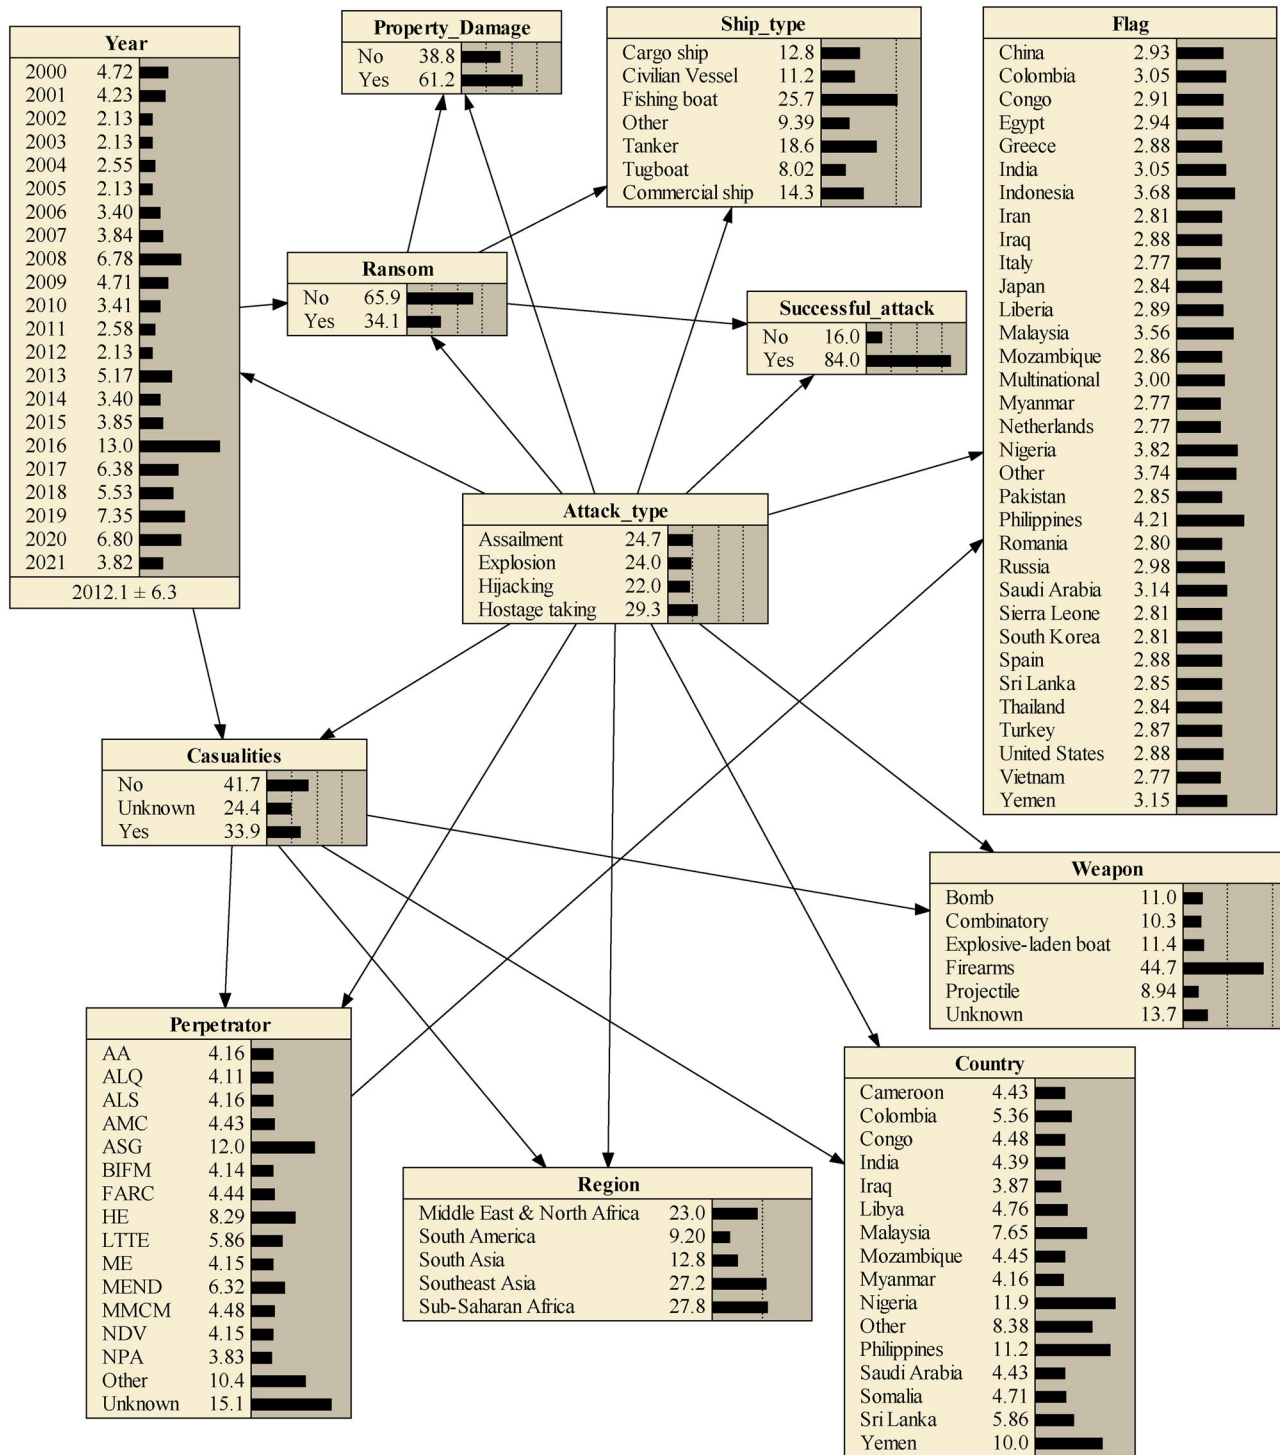 Year
2000 4.72
2001 4.23
2002 2.13
2003 2.13
2004 2.55
2005 2.13
2006 3.40
2007 3.84
2008 6.78
2009 4.71
2010 3.41
2011 2.58
2012 2.13
2013 5.17
2014 3.40
2015 3.85
2016 13.0
2017 6.38
2018 5.53
2019 7.35
2020 6.80
2021 3.82
2012.1 ± 6.3
Property_Damage
No 38.8
Yes 61.2
Ship_type
Cargo ship 12.8
Civilian Vessel 11.2
Fishing boat 25.7
Other 9.39
Tanker 18.6
Tugboat 8.02
Commercial ship 14.3
Flag
China 2.93
Colombia 3.05
Congo 2.91
Egypt 2.94
Greece 2.88
India 3.05
Indonesia 3.68
Iran 2.81
Iraq 2.88
Italy 2.77
Japan 2.84
Liberia 2.89
Malaysia 3.56
Mozambique 2.86
Multinational 3.00
Myanmar 2.77
Netherlands 2.77
Nigeria 3.82
Other 3.74
Pakistan 2.85
Philippines 4.21
Romania 2.80
Russia 2.98
Saudi Arabia 3.14
Sierra Leone 2.81
South Korea 2.81
Spain 2.88
Sri Lanka 2.85
Thailand 2.84
Turkey 2.87
United States 2.88
Vietnam 2.77
Yemen 3.15
Ransom
No 65.9
Yes 34.1
Successful_attack
No 16.0
Yes 84.0
Attack_type
Assailment 24.7
Explosion 24.0
Hijacking 22.0
Hostage taking 29.3
Casualities
No 41.7
Unknown 24.4
Yes 33.9
Weapon
Bomb 11.0
Combinatory 10.3
Explosive-laden boat 11.4
Firearms 44.7
Projectile 8.94
Unknown 13.7
Perpetrator
AA 4.16
ALQ 4.11
ALS 4.16
AMC 4.43
ASG 12.0
BIFM 4.14
FARC 4.44
HE 8.29
LTTE 5.86
ME 4.15
MEND 6.32
MMCM 4.48
NDV 4.15
NPA 3.83
Other 10.4
Unknown 15.1
Region
Middle East & North Africa 23.0
South America 9.20
South Asia 12.8
Southeast Asia 27.2
Sub-Saharan Africa 27.8
Country
Cameroon 4.43
Colombia 5.36
Congo 4.48
India 4.39
Iraq 3.87
Libya 4.76
Malaysia 7.65
Mozambique 4.45
Myanmar 4.16
Nigeria 11.9
Other 8.38
Philippines 11.2
Saudi Arabia 4.43
Somalia 4.71
Sri Lanka 5.86
Yemen 10.0